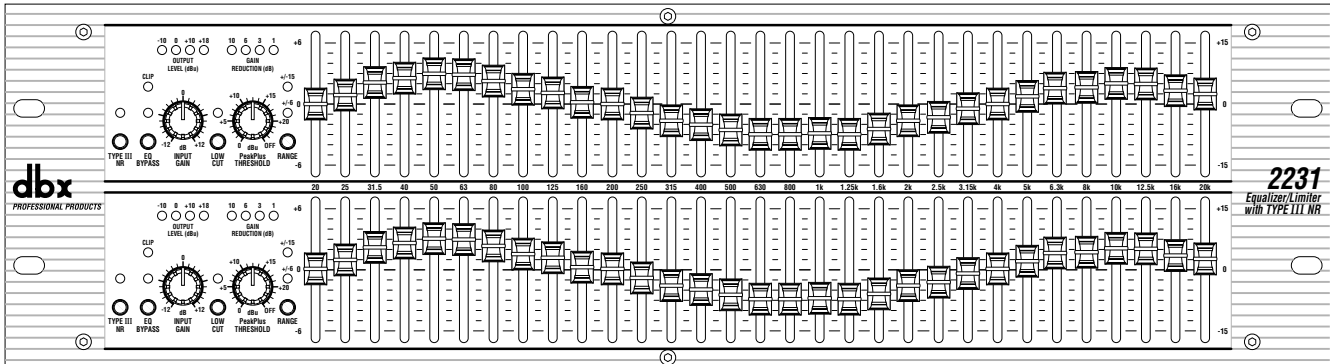 -10 0 +10 +18 10 6 3 1
OUTPUT LEVEL (dBu) GAIN REDUCTION (dB)
+6 +15
CLIP +/-15
0 +10 +15 +/-6
0 0
+5 +20
-12 +12 0 OFF
dB dBu
TYPE III NR EQ BYPASS INPUT GAIN LOW CUT PeakPlus THRESHOLD RANGE
-6 -15
20 25 31.5 40 50 63 80 100 125 160 200 250 315 400 500 630 800 1k 1.25k 1.6k 2k 2.5k 3.15k 4k 5k 6.3k 8k 10k 12.5k 16k 20k
dbx
PROFESSIONAL PRODUCTS
2231
Equalizer/Limiter
with TYPE III NR
-10 0 +10 +18 10 6 3 1
OUTPUT LEVEL (dBu) GAIN REDUCTION (dB)
+6 +15
CLIP +/-15
0 +10 +15 +/-6
0 0
+5 +20
-12 +12 0 OFF
dB dBu
TYPE III NR EQ BYPASS INPUT GAIN LOW CUT PeakPlus THRESHOLD RANGE
-6 -15